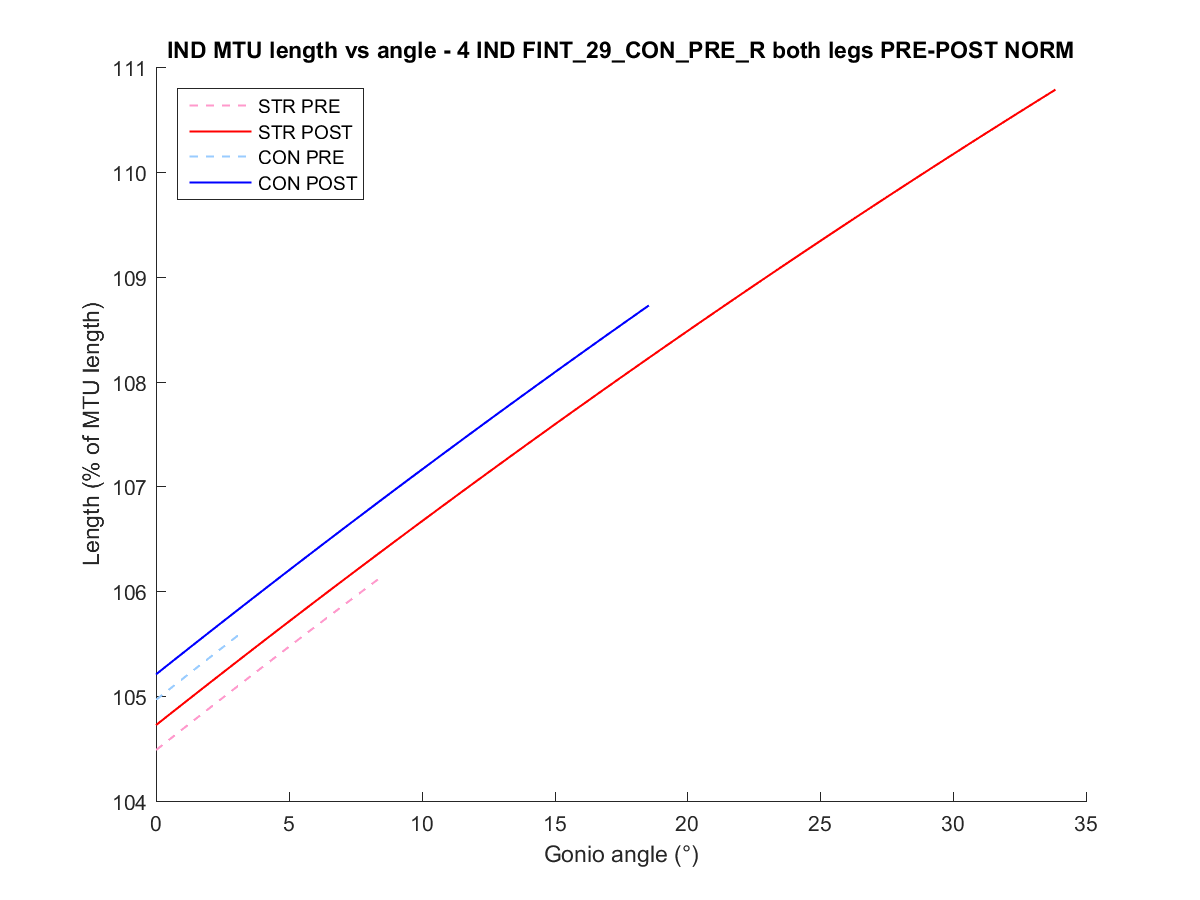 IND MTU length vs angle - 4 IND FINT_29_CON_PRE_R both legs PRE-POST NORM
STR PRE
STR POST
CON PRE
CON POST
Length (% of MTU length)
111
110
109
108
107
106
105
104
0 5 10 15 20 25 30 35
Gonio angle (°)